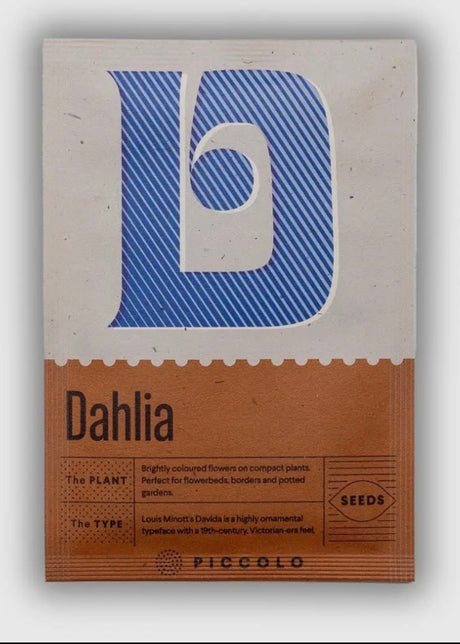 D
Dahlia
The PLANT
Brightly coloured flowers on compact plants.
Perfect for flowerbeds, borders and potted
gardens.
SEEDS
The TYPE
Louis Minott's Davida is a highly ornamental
typeface with a 19th-century, Victorian-era feel.
PICCOLO